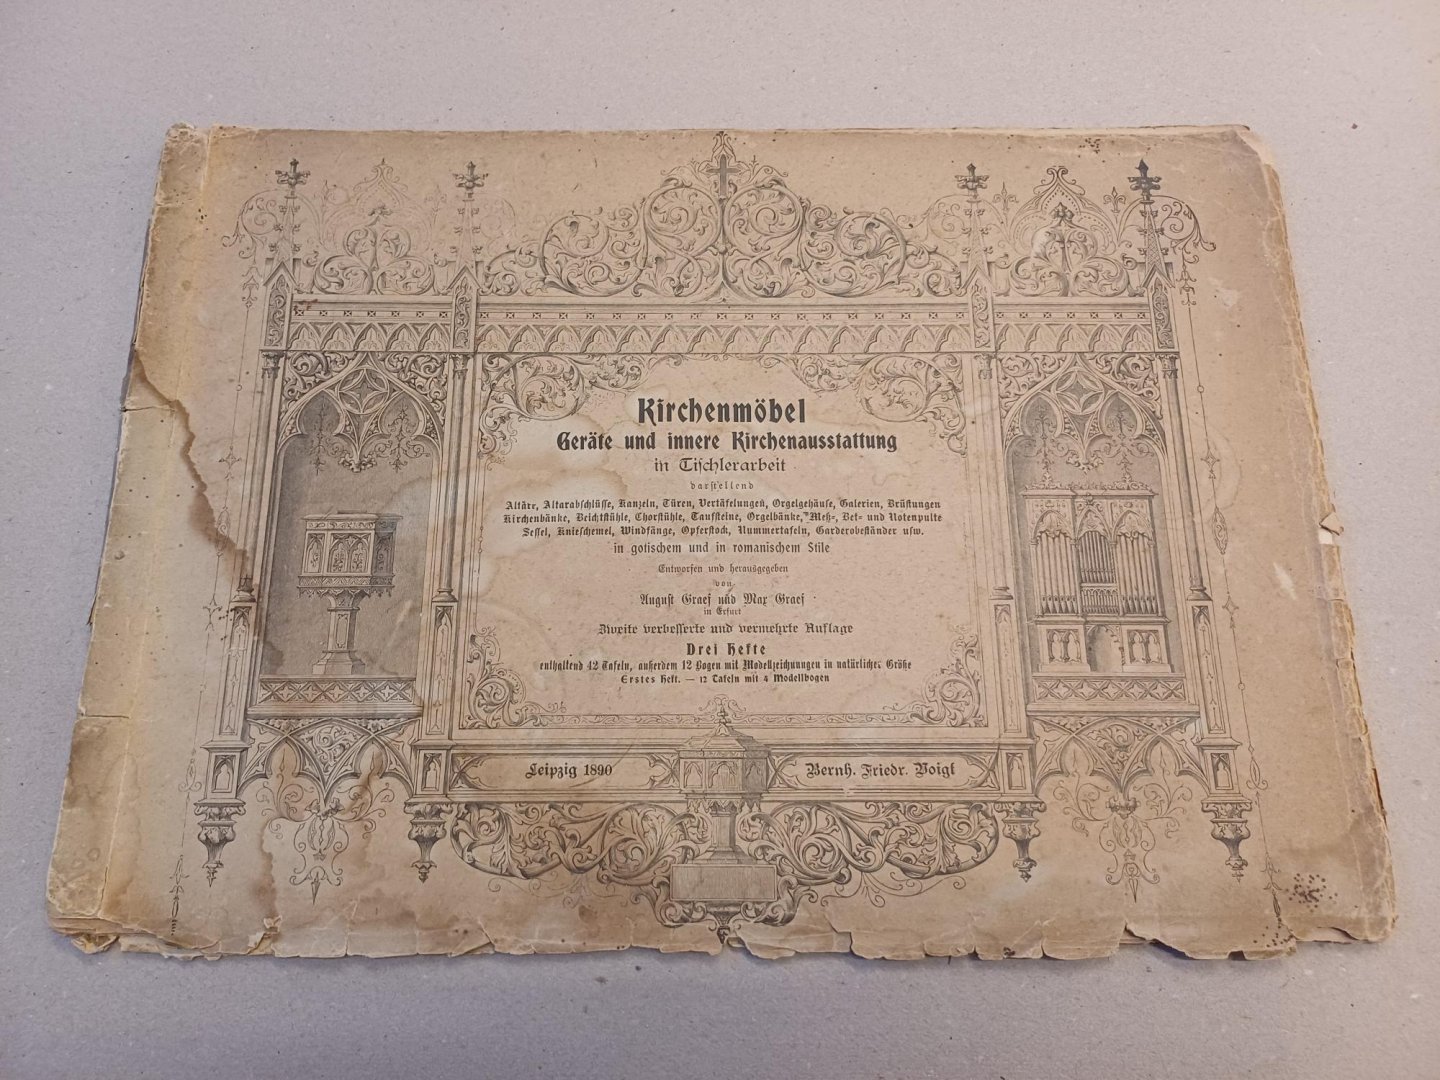 Kirchenmöbel
Geräte und innere Kirchenausstattung
in Tischlerarbeit
darstellend
Altäre, Altarabschlüsse, Kanzeln, Türen, Vertäfelungen, Orgelgehäuse, Galerien, Brüstungen
Kirchenbänke, Beichtstühle, Chorstühle, Taufsteine, Orgelbänke, Meß-, Bet- und Notenpulte
Sessel, Knieschemel, Windfänge, Opferstock, Nummertafeln, Garderobeständer usw.
in gotischem und in romanischem Stile
Entworfen und herausgegeben
von
August Graef und Max Graef
in Erfurt
Zweite verbesserte und vermehrte Auflage
Drei Hefte
enthaltend 42 Tafeln, außerdem 12 Bogen mit Modellzeichnungen in natürlicher Größe
Erstes Heft. — 12 Tafeln mit 4 Modellbogen
Leipzig 1890
Bernh. Friedr. Voigt